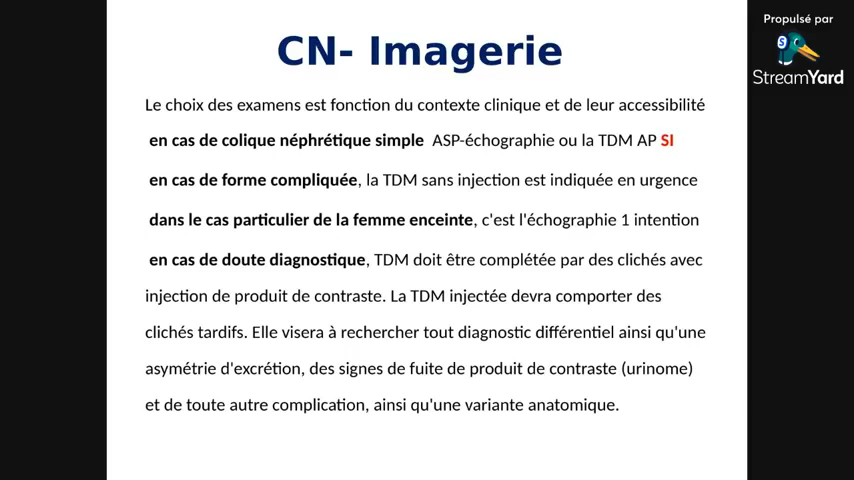 CN- Imagerie
Le choix des examens est fonction du contexte clinique et de leur accessibilité
en cas de colique néphrétique simple ASP-échographie ou la TDM AP SI
en cas de forme compliquée, la TDM sans injection est indiquée en urgence
dans le cas particulier de la femme enceinte, c'est l'échographie 1 intention
en cas de doute diagnostique, TDM doit être complétée par des clichés avec
injection de produit de contraste. La TDM injectée devra comporter des
clichés tardifs. Elle visera à rechercher tout diagnostic différentiel ainsi qu'une
asymétrie d'excrétion, des signes de fuite de produit de contraste (urinome)
et de toute autre complication, ainsi qu'une variante anatomique.
Propulsé par
StreamYard